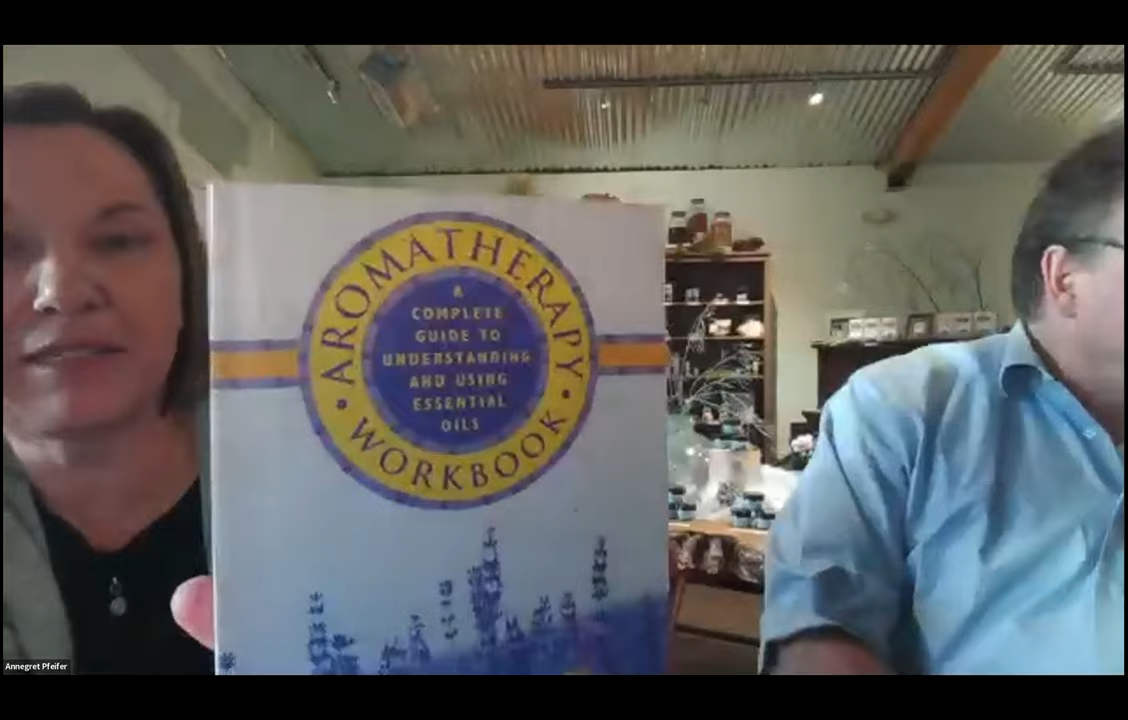 AROMATHERAPY
A
COMPLETE
GUIDE TO
UNDERSTANDING
AND USING
ESSENTIAL
OILS
WORKBOOK
Annegret Pfeifer